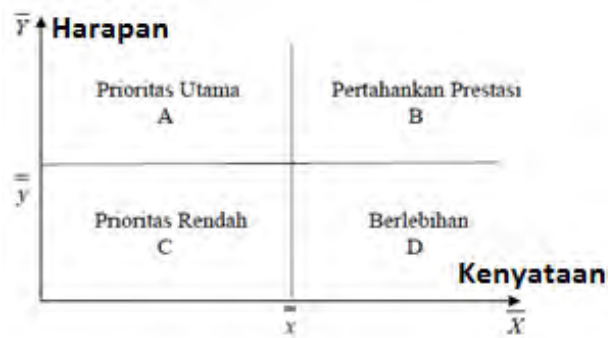 Y Harapan
Prioritas Utama
A
Pertahankan Prestasi
B
y
Prioritas Rendah
C
Berlebihan
D
Kenyataan
x
X